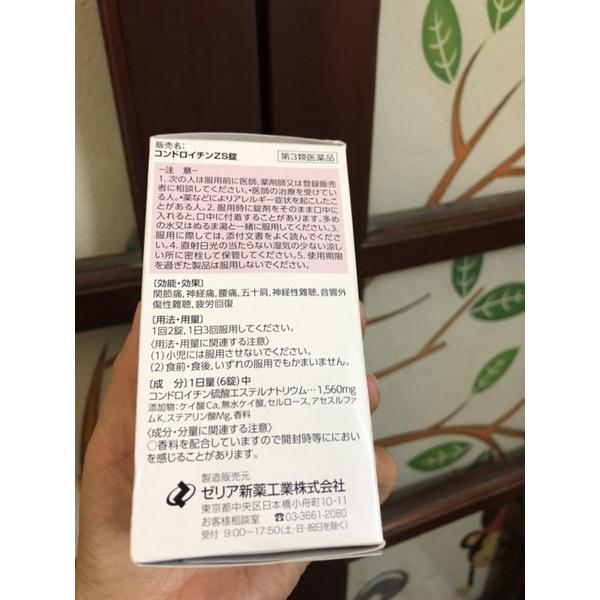 販売名:
コンドロイチンZS錠
第3類医薬品
ー注 意ー
1. 次の人は服用前に医師、薬剤師又は登録販売者
に相談してください。・医師の治療を受けている
人。・薬などによりアレルギー症状を起こしたこ
とがある人。2. 服用時に錠剤をそのまま口中に
入れると、口中に付着することがあります。多め
の水又はぬるま湯と一緒に服用してください。3.
服用に際しては、添付文書をよく読んでください。
4. 直射日光の当たらない湿気の少ない涼し
い所に密栓して保管してください。5. 使用期限
を過ぎた製品は服用しないでください。
〔効能・効果〕
関節痛、神経痛、腰痛、五十肩、神経性難聴、音響外
傷性難聴、疲労回復
〔用法・用量〕
1回2錠、1日3回服用してください。
〈用法・用量に関連する注意〉
(1) 小児には服用させないでください。
(2) 食前・食後、いずれの服用でもかまいません。
〔成 分〕1日量(6錠)中
コンドロイチン硫酸エステルナトリウム…1,560mg
添加物:ケイ酸Ca、無水ケイ酸、セルロース、アセスルファ
ムK、ステアリン酸Mg、香料
〈成分・分量に関連する注意〉
○香料を配合していますので開封時等ににおい
を感じることがあります。
製造販売元
ゼリア新薬工業株式会社
東京都中央区日本橋小舟町10-11
お客様相談室 ☎03-3661-2080
受付 9:00~17:50(土・日・祝日を除く)